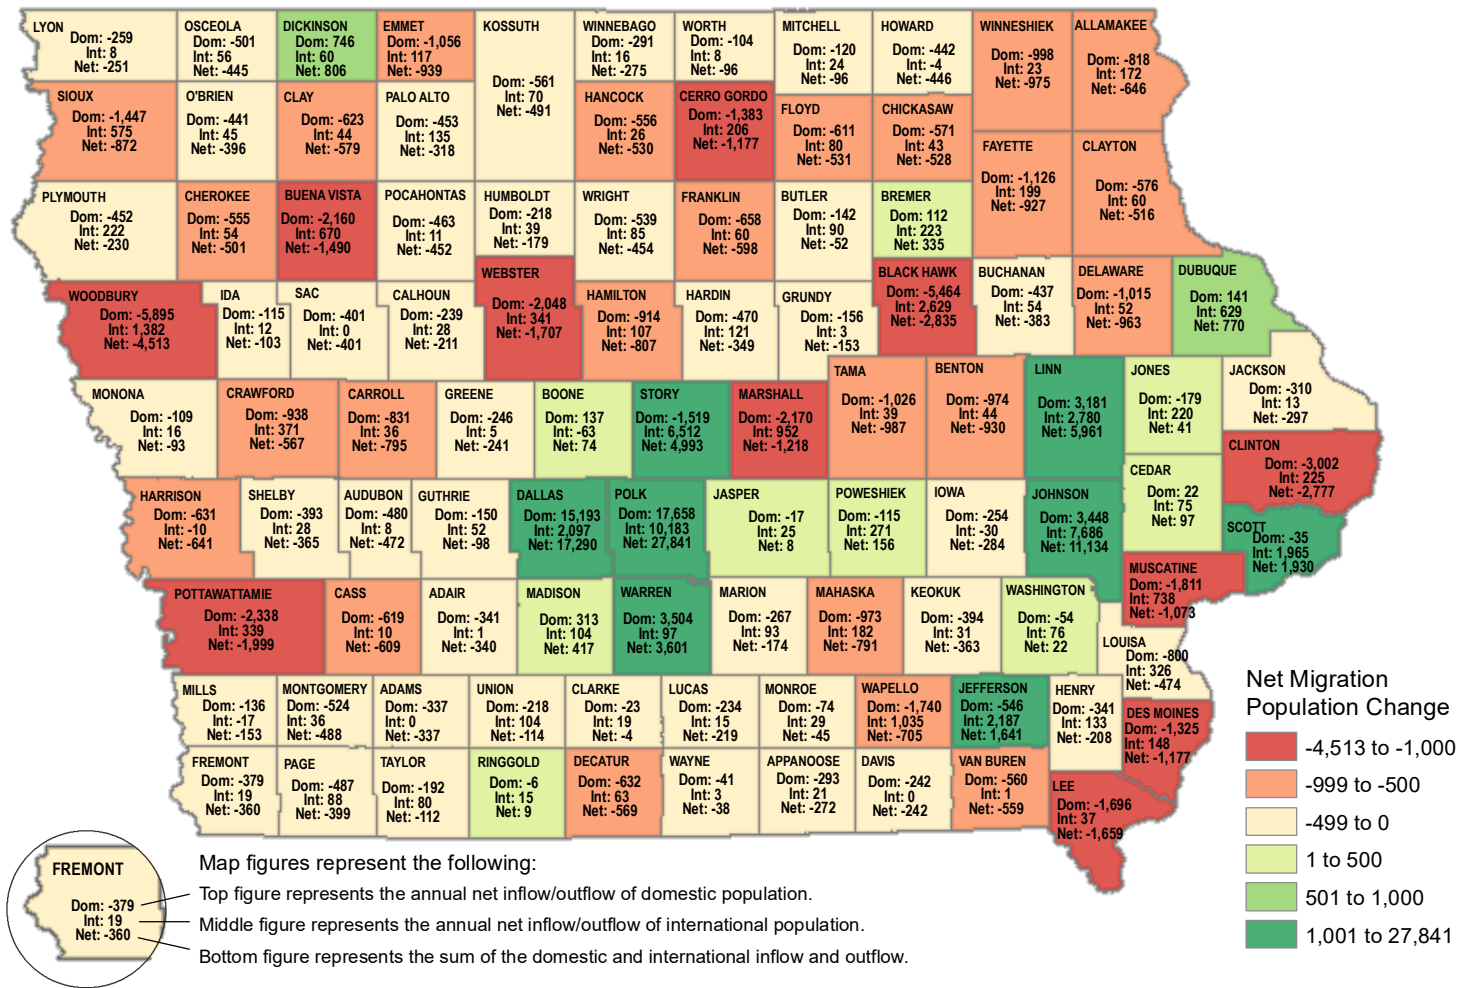 LYON
Dom: -259
Int: 8
Net: -251
OSCEOLA
Dom: -501
Int: 56
Net: -445
DICKINSON
Dom: 746
Int: 60
Net: 806
EMMET
Dom: -1,056
Int: 117
Net: -939
KOSSUTH
Dom: -561
Int: 70
Net: -491
WINNEBAGO
Dom: -291
Int: 16
Net: -275
WORTH
Dom: -104
Int: 8
Net: -96
MITCHELL
Dom: -120
Int: 24
Net: -96
HOWARD
Dom: -442
Int: -4
Net: -446
WINNESHIEK
Dom: -998
Int: 23
Net: -975
ALLAMAKEE
Dom: -818
Int: 172
Net: -646
SIOUX
Dom: -1,447
Int: 575
Net: -872
O'BRIEN
Dom: -441
Int: 45
Net: -396
CLAY
Dom: -623
Int: 44
Net: -579
PALO ALTO
Dom: -453
Int: 135
Net: -318
HANCOCK
Dom: -556
Int: 26
Net: -530
CERRO GORDO
Dom: -1,383
Int: 206
Net: -1,177
FLOYD
Dom: -611
Int: 80
Net: -531
CHICKASAW
Dom: -571
Int: 43
Net: -528
FAYETTE
Dom: -1,126
Int: 199
Net: -927
CLAYTON
Dom: -576
Int: 60
Net: -516
PLYMOUTH
Dom: -452
Int: 222
Net: -230
CHEROKEE
Dom: -555
Int: 54
Net: -501
BUENA VISTA
Dom: -2,160
Int: 670
Net: -1,490
POCAHONTAS
Dom: -463
Int: 11
Net: -452
HUMBOLDT
Dom: -218
Int: 39
Net: -179
WRIGHT
Dom: -539
Int: 85
Net: -454
FRANKLIN
Dom: -658
Int: 60
Net: -598
BUTLER
Dom: -142
Int: 90
Net: -52
BREMER
Dom: 112
Int: 223
Net: 335
WOODBURY
Dom: -5,895
Int: 1,382
Net: -4,513
IDA
Dom: -115
Int: 12
Net: -103
SAC
Dom: -401
Int: 0
Net: -401
CALHOUN
Dom: -239
Int: 28
Net: -211
WEBSTER
Dom: -2,048
Int: 341
Net: -1,707
HAMILTON
Dom: -914
Int: 107
Net: -807
HARDIN
Dom: -470
Int: 121
Net: -349
GRUNDY
Dom: -156
Int: 3
Net: -153
BLACK HAWK
Dom: -5,464
Int: 2,629
Net: -2,835
BUCHANAN
Dom: -437
Int: 54
Net: -383
DELAWARE
Dom: -1,015
Int: 52
Net: -963
DUBUQUE
Dom: 141
Int: 629
Net: 770
MONONA
Dom: -109
Int: 16
Net: -93
CRAWFORD
Dom: -938
Int: 371
Net: -567
CARROLL
Dom: -831
Int: 36
Net: -795
GREENE
Dom: -246
Int: 5
Net: -241
BOONE
Dom: 137
Int: -63
Net: 74
STORY
Dom: -1,519
Int: 6,512
Net: 4,993
MARSHALL
Dom: -2,170
Int: 952
Net: -1,218
TAMA
Dom: -1,026
Int: 39
Net: -987
BENTON
Dom: -974
Int: 44
Net: -930
LINN
Dom: 3,181
Int: 2,780
Net: 5,961
JONES
Dom: -179
Int: 220
Net: 41
JACKSON
Dom: -310
Int: 13
Net: -297
CLINTON
Dom: -3,002
Int: 225
Net: -2,777
HARRISON
Dom: -631
Int: -10
Net: -641
SHELBY
Dom: -393
Int: 28
Net: -365
AUDUBON
Dom: -480
Int: 8
Net: -472
GUTHRIE
Dom: -150
Int: 52
Net: -98
DALLAS
Dom: 15,193
Int: 2,097
Net: 17,290
POLK
Dom: 17,658
Int: 10,183
Net: 27,841
JASPER
Dom: -17
Int: 25
Net: 8
POWESHIEK
Dom: -115
Int: 271
Net: 156
IOWA
Dom: -254
Int: -30
Net: -284
JOHNSON
Dom: 3,448
Int: 7,686
Net: 11,134
CEDAR
Dom: 22
Int: 75
Net: 97
SCOTT
Dom: -35
Int: 1,965
Net: 1,930
POTTAWATTAMIE
Dom: -2,338
Int: 339
Net: -1,999
CASS
Dom: -619
Int: 10
Net: -609
ADAIR
Dom: -341
Int: 1
Net: -340
MADISON
Dom: 313
Int: 104
Net: 417
WARREN
Dom: 3,504
Int: 97
Net: 3,601
MARION
Dom: -267
Int: 93
Net: -174
MAHASKA
Dom: -973
Int: 182
Net: -791
KEOKUK
Dom: -394
Int: 31
Net: -363
WASHINGTON
Dom: -54
Int: 76
Net: 22
MUSCATINE
Dom: -1,811
Int: 738
Net: -1,073
LOUISA
Dom: -800
Int: 326
Net: -474
MILLS
Dom: -136
Int: -17
Net: -153
MONTGOMERY
Dom: -524
Int: 36
Net: -488
ADAMS
Dom: -337
Int: 0
Net: -337
UNION
Dom: -218
Int: 104
Net: -114
CLARKE
Dom: -23
Int: 19
Net: -4
LUCAS
Dom: -234
Int: 15
Net: -219
MONROE
Dom: -74
Int: 29
Net: -45
WAPELLO
Dom: -1,740
Int: 1,035
Net: -705
JEFFERSON
Dom: -546
Int: 2,187
Net: 1,641
HENRY
Dom: -341
Int: 133
Net: -208
DES MOINES
Dom: -1,325
Int: 148
Net: -1,177
FREMONT
Dom: -379
Int: 19
Net: -360
PAGE
Dom: -487
Int: 88
Net: -399
TAYLOR
Dom: -192
Int: 80
Net: -112
RINGGOLD
Dom: -6
Int: 15
Net: 9
DECATUR
Dom: -632
Int: 63
Net: -569
WAYNE
Dom: -41
Int: 3
Net: -38
APPANOOSE
Dom: -293
Int: 21
Net: -272
DAVIS
Dom: -242
Int: 0
Net: -242
VAN BUREN
Dom: -560
Int: 1
Net: -559
LEE
Dom: -1,696
Int: 37
Net: -1,659
Net Migration
Population Change
-4,513 to -1,000
-999 to -500
-499 to 0
1 to 500
501 to 1,000
1,001 to 27,841
FREMONT
Dom: -379
Int: 19
Net: -360
Map figures represent the following:
Top figure represents the annual net inflow/outflow of domestic population.
Middle figure represents the annual net inflow/outflow of international population.
Bottom figure represents the sum of the domestic and international inflow and outflow.